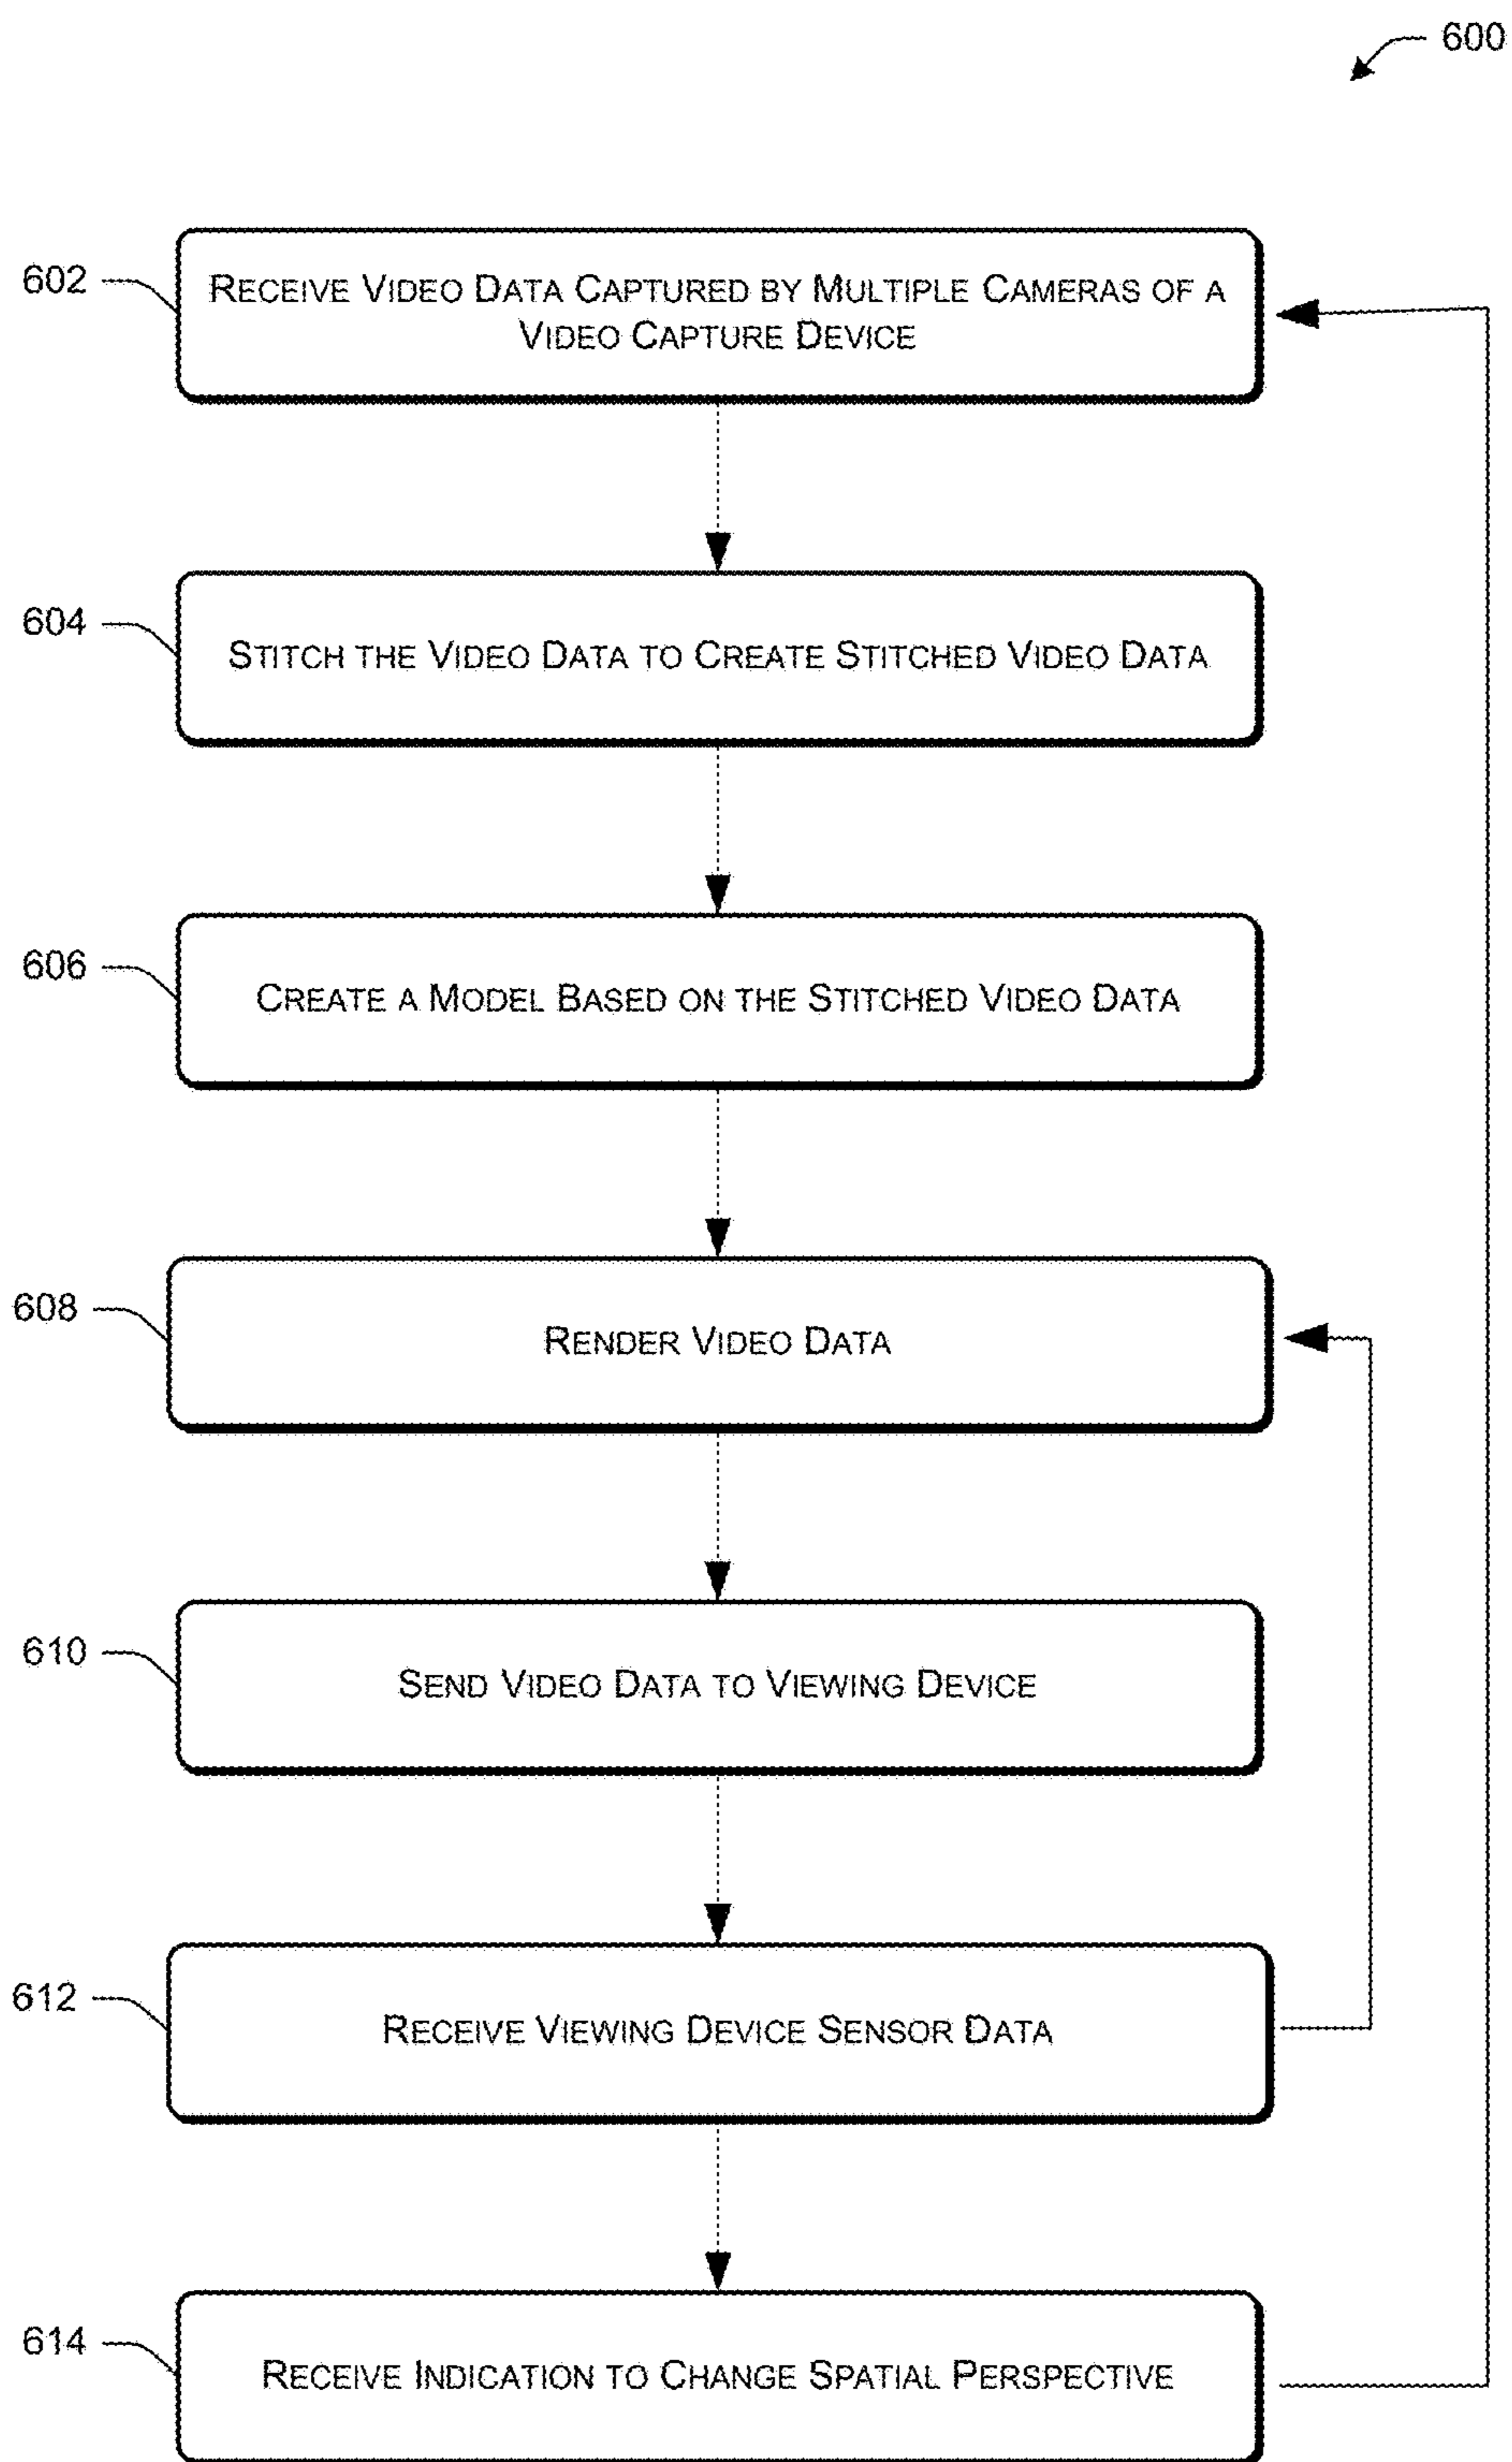 600
602
RECEIVE VIDEO DATA CAPTURED BY MULTIPLE CAMERAS OF A
VIDEO CAPTURE DEVICE
604
STITCH THE VIDEO DATA TO CREATE STITCHED VIDEO DATA
606
CREATE A MODEL BASED ON THE STITCHED VIDEO DATA
608
RENDER VIDEO DATA
610
SEND VIDEO DATA TO VIEWING DEVICE
612
RECEIVE VIEWING DEVICE SENSOR DATA
614
RECEIVE INDICATION TO CHANGE SPATIAL PERSPECTIVE